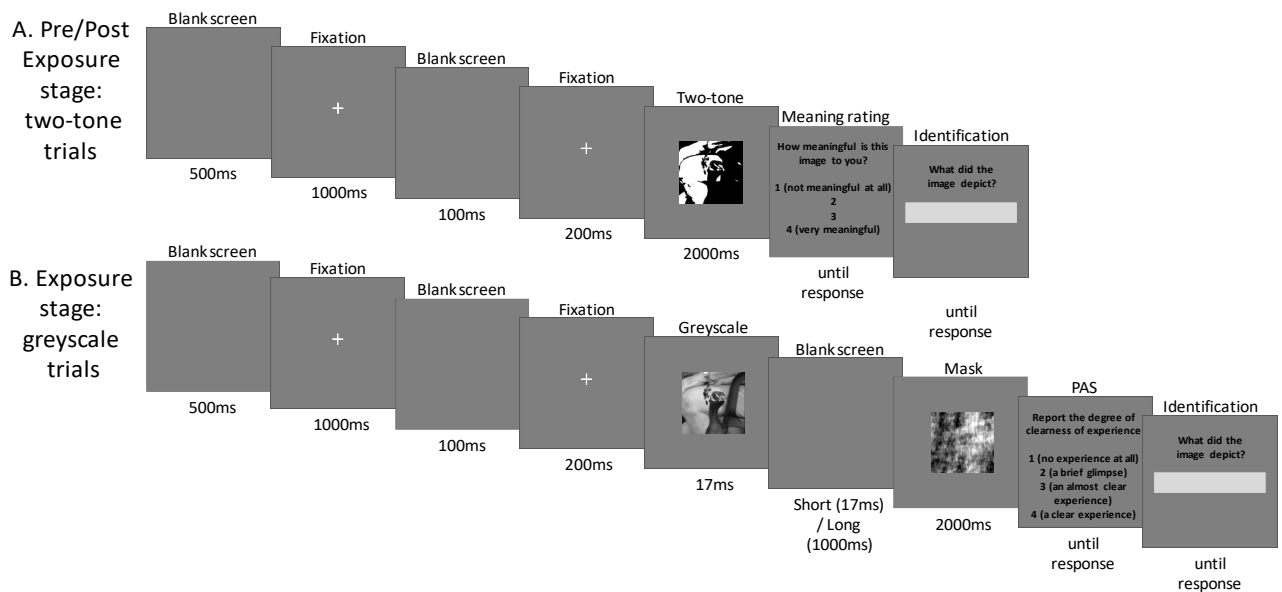 A. Pre/Post
Exposure
stage:
two-tone
trials
Blank screen
500ms
Fixation
1000ms
Blank screen
100ms
Fixation
200ms
Two-tone
2000ms
Meaning rating
How meaningful is this
image to you?
1 (not meaningful at all)
2
3
4 (very meaningful)
until
response
Identification
What did the
image depict?
until
response
B. Exposure
stage:
greyscale
trials
Blank screen
500ms
Fixation
1000ms
Blank screen
100ms
Fixation
200ms
Greyscale
17ms
Blank screen
Short (17ms)
/ Long
(1000ms)
Mask
2000ms
PAS
Report the degree of
clearness of experience
1 (no experience at all)
2 (a brief glimpse)
3 (an almost clear
experience)
4 (a clear experience)
until
response
Identification
What did the
image depict?
until
response